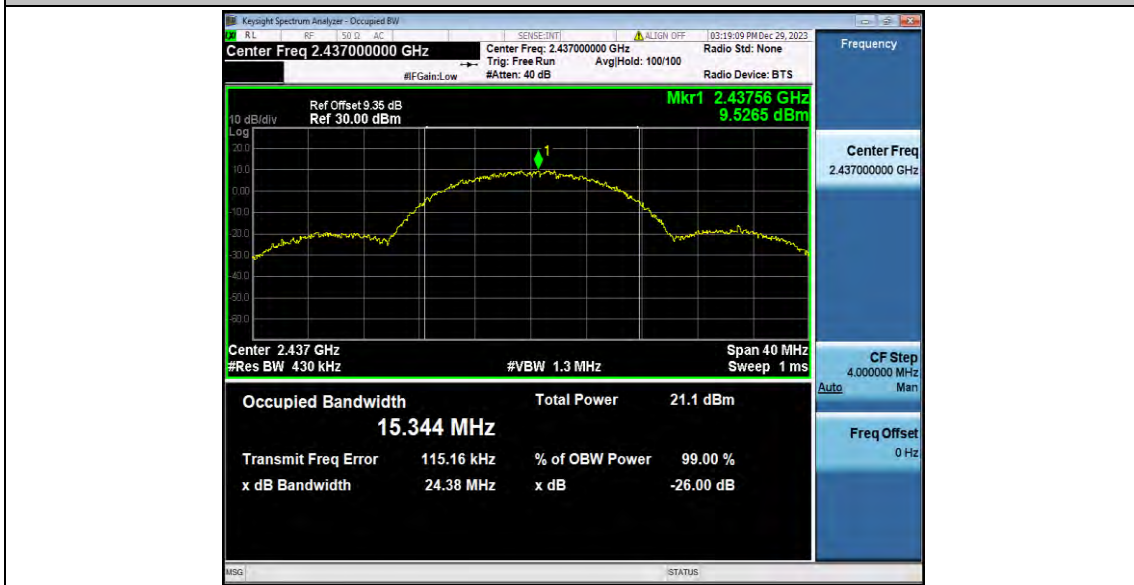 Keysight Spectrum Analyzer - Occupied BW
RL RF 50 Ω AC SENSE:INT ALIGN OFF 03:19:09 PM Dec 29, 2023
Center Freq 2.437000000 GHz
Center Freq: 2.437000000 GHz
Radio Std: None
Trig: Free Run Avg|Hold: 100/100
#IFGain:Low #Atten: 40 dB Radio Device: BTS
Frequency
Mkr1 2.43756 GHz
9.5265 dBm
Ref Offset 9.35 dB
10 dB/div Ref 30.00 dBm
Log
20.0
10.0
0.00
-10.0
-20.0
-30.0
-40.0
-50.0
-60.0
1
Center 2.437 GHz Span 40 MHz
#Res BW 430 kHz #VBW 1.3 MHz Sweep 1 ms
Center Freq
2.437000000 GHz
CF Step
4.000000 MHz
Auto Man
Freq Offset
0 Hz
Occupied Bandwidth Total Power 21.1 dBm
15.344 MHz
Transmit Freq Error 115.16 kHz % of OBW Power 99.00 %
x dB Bandwidth 24.38 MHz x dB -26.00 dB
MSG STATUS